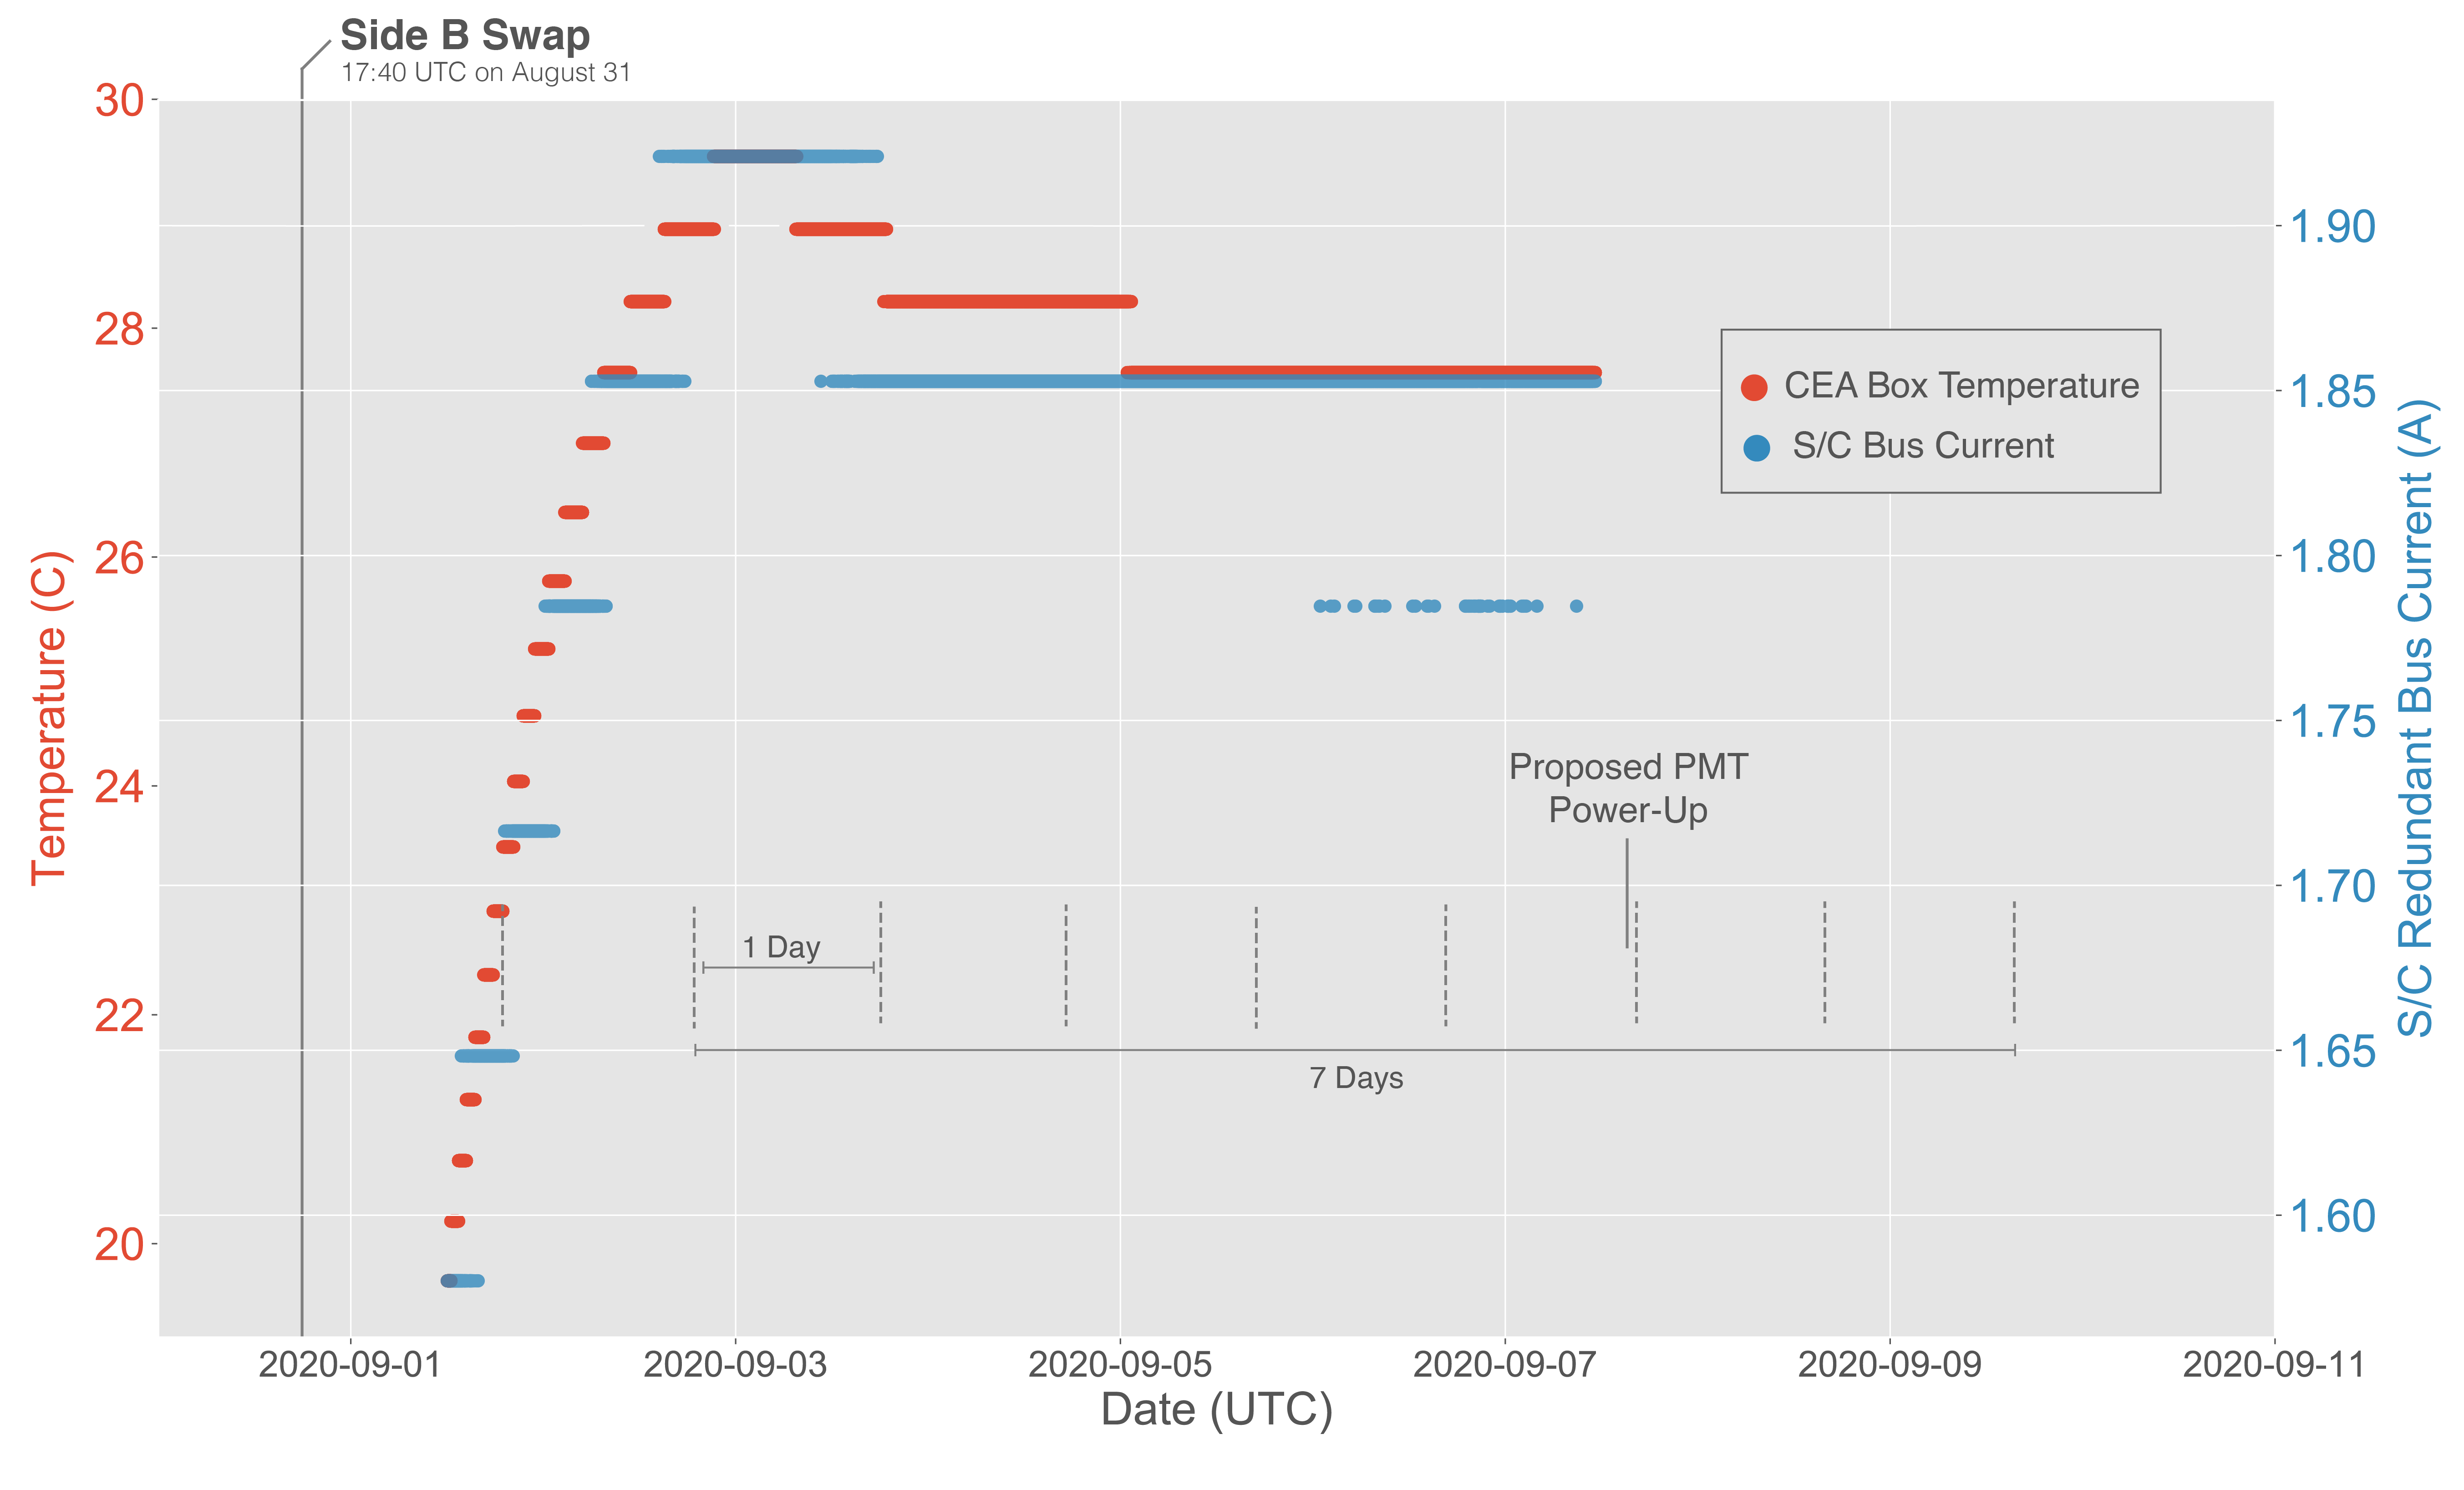 Side B Swap
17:40 UTC on August 31
30
28
26
24
22
20
Temperature (C)
1.90
1.85
1.80
1.75
1.70
1.65
1.60
S/C Redundant Bus Current (A)
CEA Box Temperature
S/C Bus Current
Proposed PMT
Power-Up
1 Day
7 Days
2020-09-01
2020-09-03
2020-09-05
2020-09-07
2020-09-09
2020-09-11
Date (UTC)